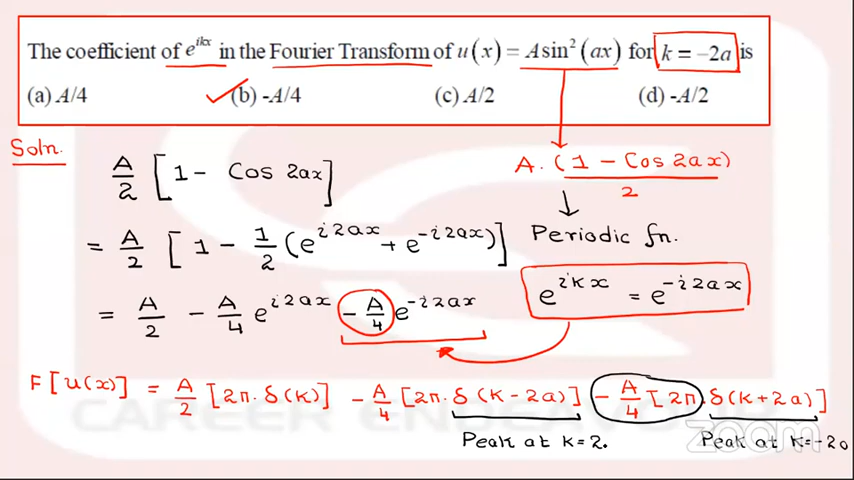 The coefficient of e^{ikx} in the Fourier Transform of u(x) = A sin²(ax) for k = −2a is
(a) A/4 (b) -A/4 (c) A/2 (d) -A/2
Soln.
A/2 [1 - Cos 2ax]
A. (1 - Cos 2ax)/2
= A/2 [1 - 1/2 (e^{i2ax} + e^{-i2ax})]
Periodic fn.
= A/2 - A/4 e^{i2ax} - A/4 e^{-i2ax}
e^{ikx} = e^{-i2ax}
F[u(x)] = A/2 [2π. δ(k)] - A/4 [2π. δ(k-2a)] - A/4 [2π. δ(k+2a)]
Peak at k=2. Peak at k=-2a
zoom